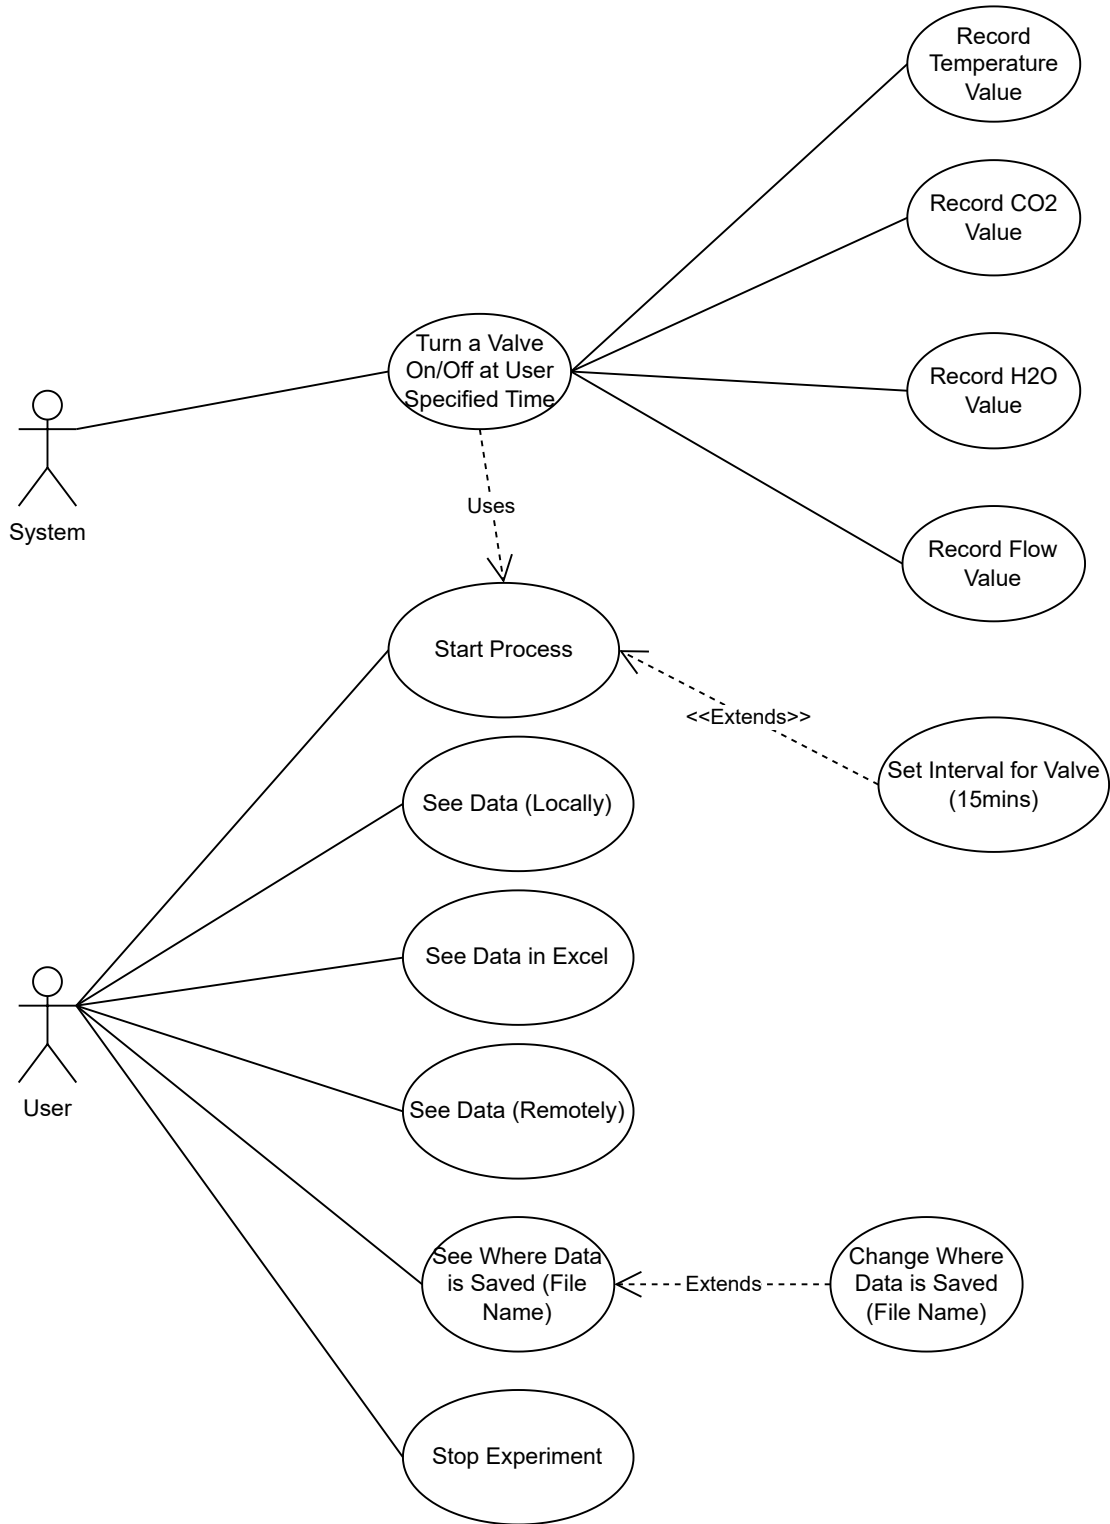 Record
Temperature
Value
Record CO2
Value
Turn a Valve
On/Off at User
Specified Time
Record H2O
Value
System
Uses
Record Flow
Value
Start Process
<<Extends>>
Set Interval for Valve
(15mins)
See Data (Locally)
See Data in Excel
User
See Data (Remotely)
See Where Data
is Saved (File
Name)
Extends
Change Where
Data is Saved
(File Name)
Stop Experiment